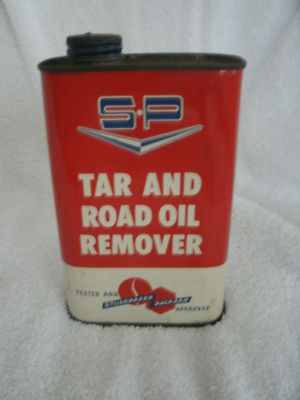 S·P
TAR AND
ROAD OIL
REMOVER
TESTED AND
STUDEBAKER PACKARD
APPROVED